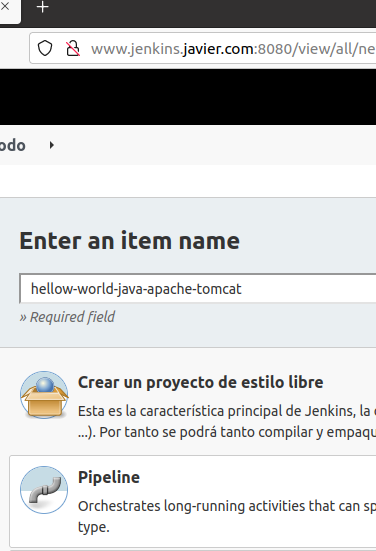 www.jenkins.javier.com:8080/view/all/ne
odo
Enter an item name
hellow-world-java-apache-tomcat
» Required field
Crear un proyecto de estilo libre
Esta es la característica principal de Jenkins, la
...). Por tanto se podrá tanto compilar y empaqu
Pipeline
Orchestrates long-running activities that can sp
type.